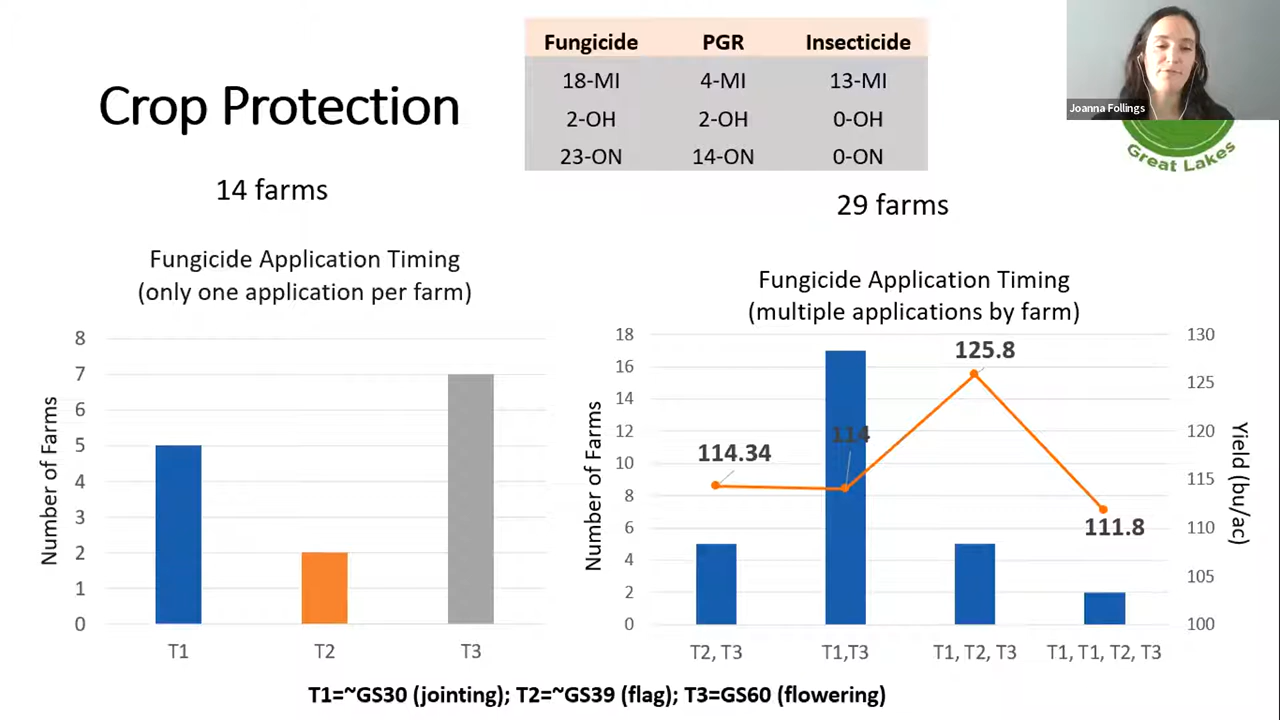 Crop Protection
Fungicide PGR Insecticide
18-MI 4-MI 13-MI
2-OH 2-OH 0-OH
23-ON 14-ON 0-ON
Joanna Follings
Great Lakes
14 farms
29 farms
Fungicide Application Timing
(only one application per farm)
Number of Farms
8
7
6
5
4
3
2
1
0
T1 T2 T3
Fungicide Application Timing
(multiple applications by farm)
Number of Farms
18
16
14
12
10
8
6
4
2
0
114.34
114
125.8
111.8
130
125
120
115
110
105
100
Yield (bu/ac)
T2, T3 T1,T3 T1, T2, T3 T1, T1, T2, T3
T1=~GS30 (jointing); T2=~GS39 (flag); T3=GS60 (flowering)